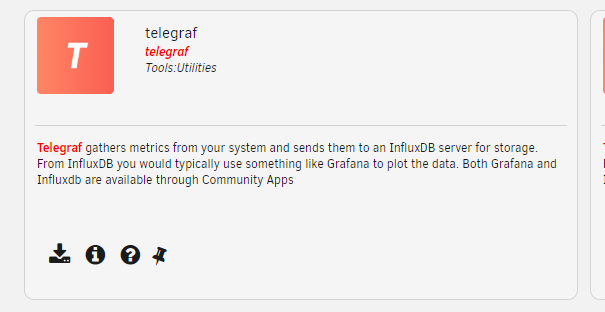 T
telegraf
telegraf
Tools:Utilities
Telegraf gathers metrics from your system and sends them to an InfluxDB server for storage.
From InfluxDB you would typically use something like Grafana to plot the data. Both Grafana and
Influxdb are available through Community Apps